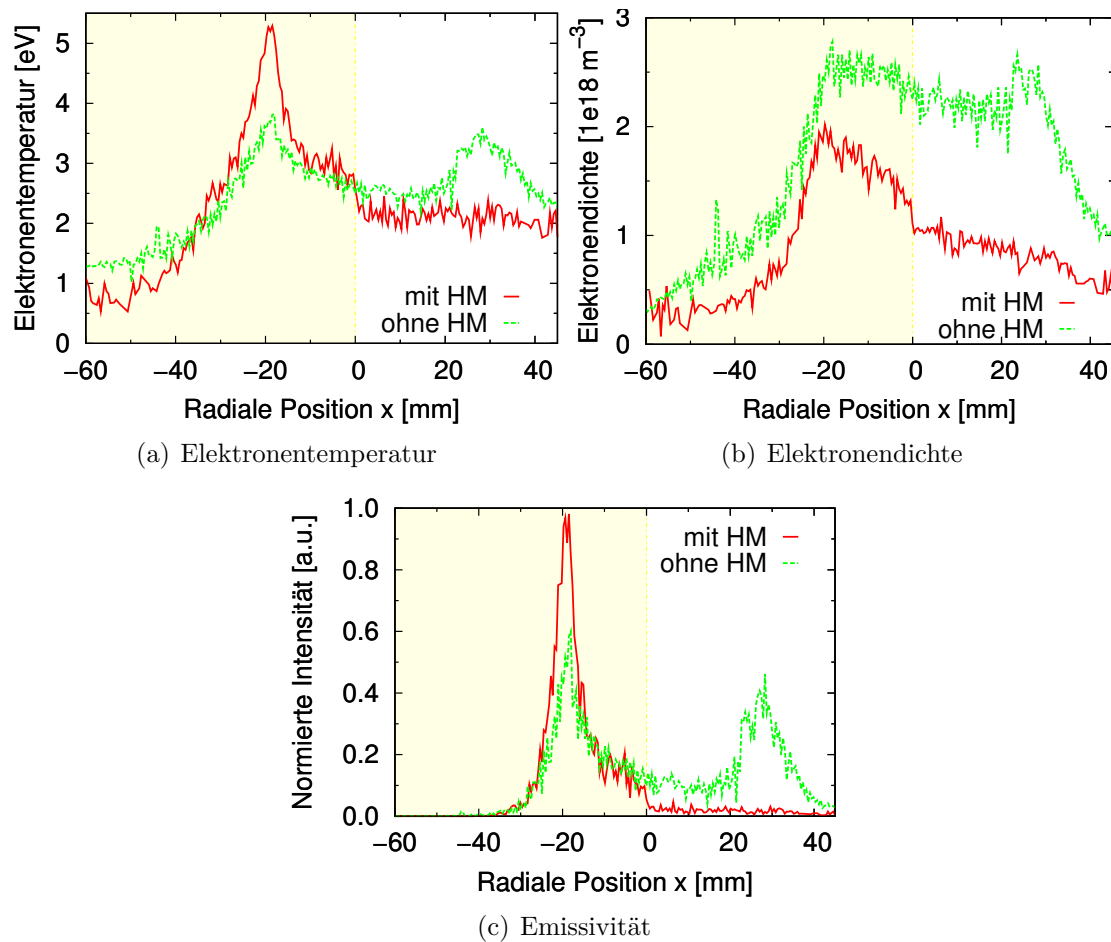 Elektronentemperatur [eV]
5
4
3
2
1
0
mit HM
ohne HM
−60 −40 −20 0 20 40
Radiale Position x [mm]
(a) Elektronentemperatur
Elektronendichte [1e18 m−3]
3
2
1
0
mit HM
ohne HM
−60 −40 −20 0 20 40
Radiale Position x [mm]
(b) Elektronendichte
Normierte Intensität [a.u.]
1.0
0.8
0.6
0.4
0.2
0.0
mit HM
ohne HM
−60 −40 −20 0 20 40
Radiale Position x [mm]
(c) Emissivität